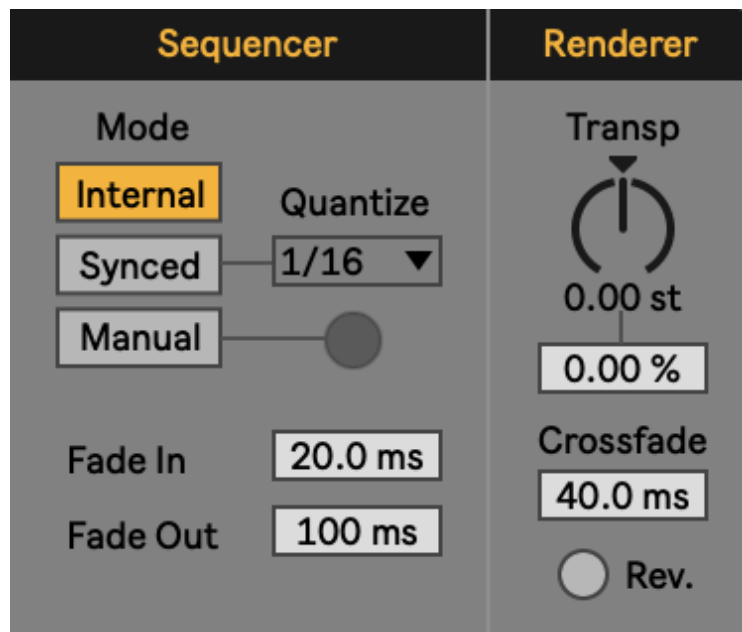 Sequencer
Mode
Internal
Quantize
Synced
1/16
Manual
Fade In
20.0 ms
Fade Out
100 ms
Renderer
Transp
0.00 st
0.00 %
Crossfade
40.0 ms
Rev.